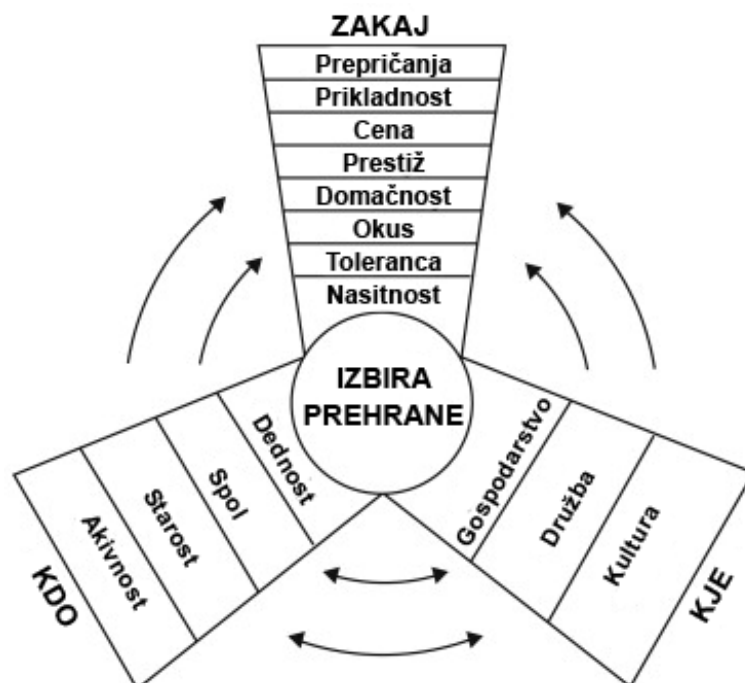 ZAKAJ
Prepričanja
Prikladnost
Cena
Prestiž
Domačnost
Okus
Toleranca
Nasitnost
IZBIRA
PREHRANE
Dednost
Spol
Starost
Akivnost
KDO
Gospodarstvo
Družba
Kultura
KJE